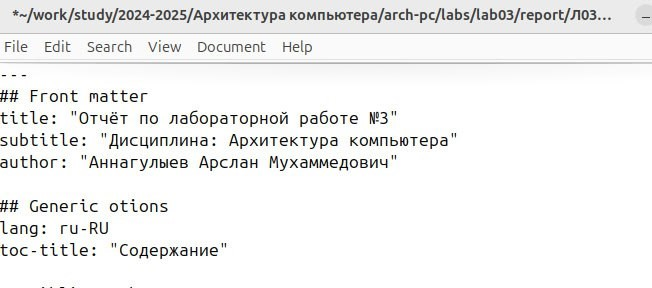 *~/work/study/2024-2025/Архитектура компьютера/arch-pc/labs/lab03/report/Л03...
File Edit Search View Document Help
---
## Front matter
title: "Отчёт по лабораторной работе №3"
subtitle: "Дисциплина: Архитектура компьютера"
author: "Аннагулыев Арслан Мухаммедович"
## Generic otions
lang: ru-RU
toc-title: "Содержание"